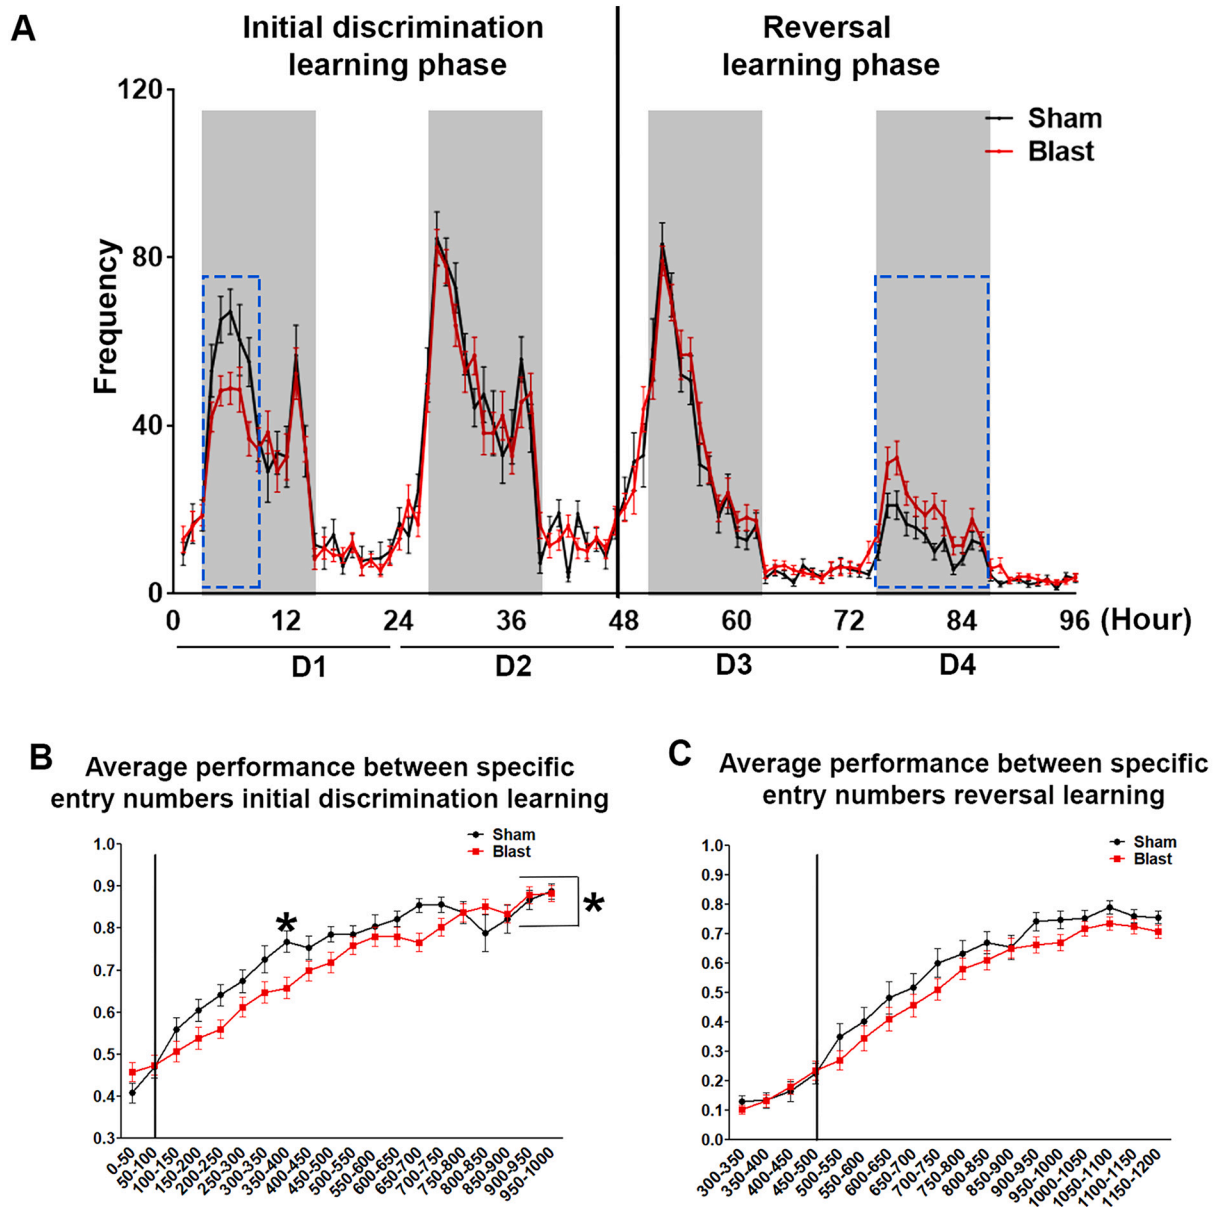 A
Initial discrimination
learning phase
Reversal
learning phase
Sham
Blast
Frequency
120
80
40
0
0 12 24 36 48 60 72 84 96 (Hour)
D1 D2 D3 D4
B
Average performance between specific
entry numbers initial discrimination learning
Sham
Blast
*
*
1.0
0.9
0.8
0.7
0.6
0.5
0.4
0.3
0-50 50-100 100-150 150-200 200-250 250-300 300-350 350-400 400-450 450-500 500-550 550-600 600-650 650-700 700-750 750-800 800-850 850-900 900-950 950-1000
C
Average performance between specific
entry numbers reversal learning
Sham
Blast
1.0
0.9
0.8
0.7
0.6
0.5
0.4
0.3
0.2
0.1
0.0
300-350 350-400 400-450 450-500 500-550 550-600 600-650 650-700 700-750 750-800 800-850 850-900 900-950 950-1000 1000-1050 1050-1100 1100-1150 1150-1200